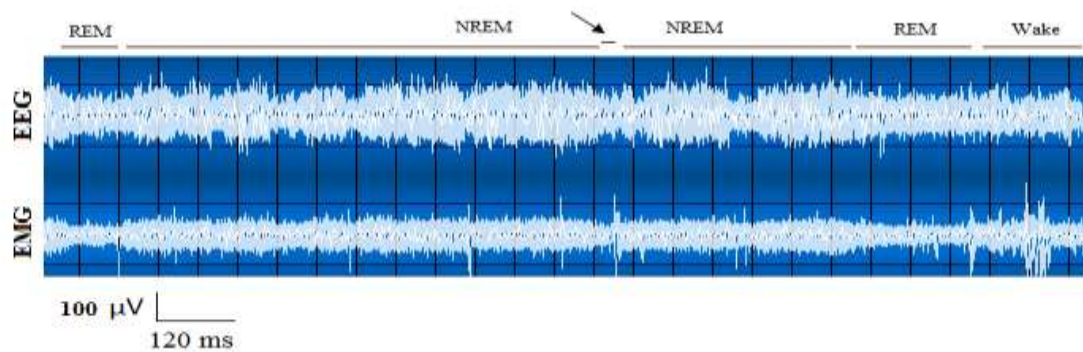 REM NREM NREM REM Wake
EEG
EMG
100 μV
120 ms